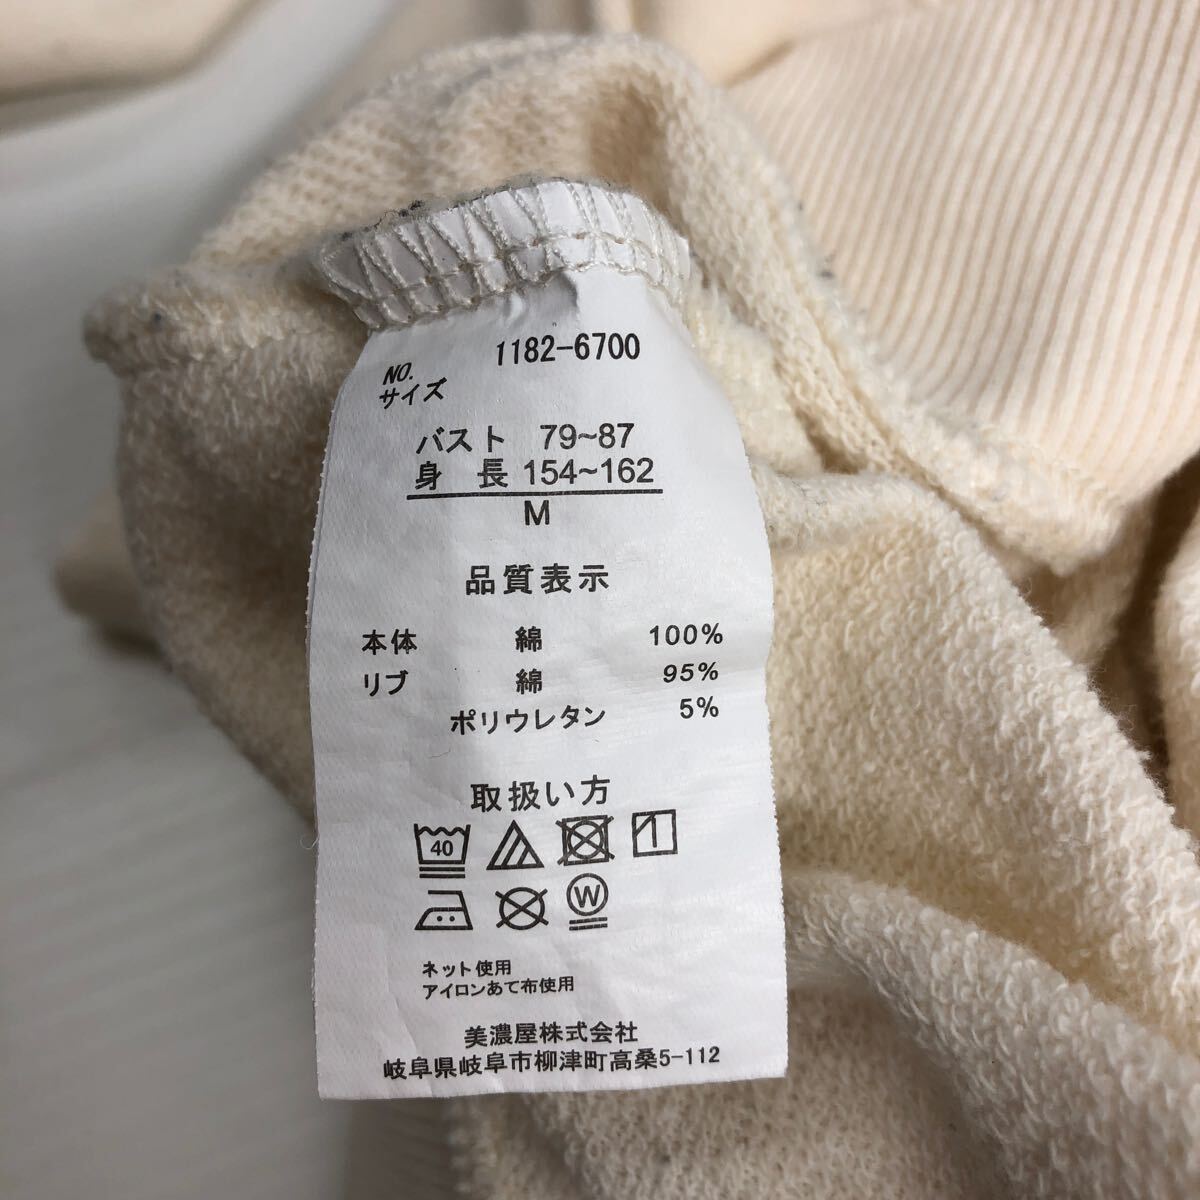 NO. 1182-6700
サイズ
バスト 79~87
身 長 154~162
M
品質表示
本体 綿 100%
リブ 綿 95%
ポリウレタン 5%
取扱い方
40
W
ネット使用
アイロンあて布使用
美濃屋株式会社
岐阜県岐阜市柳津町高桑5-112